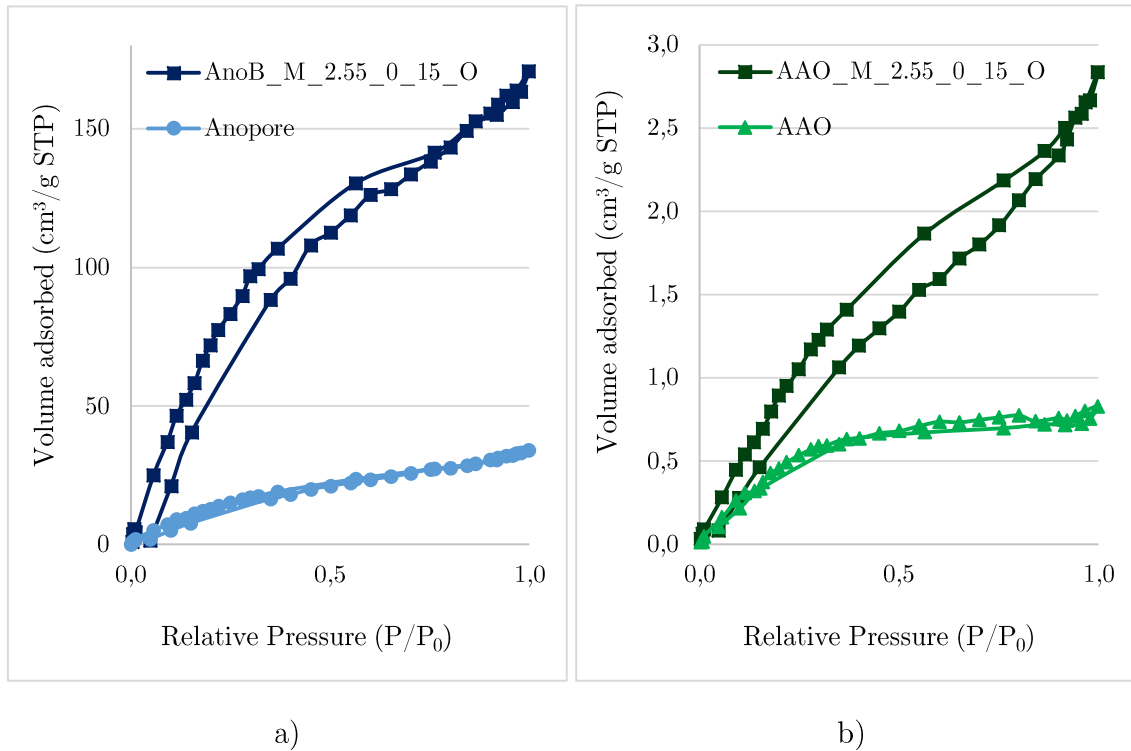 AnoB_M_2.55_0_15_O
Anopore
150
100
50
0
0,0
0,5
1,0
Volume adsorbed (cm³/g STP)
Relative Pressure (P/P₀)
a)
AAO_M_2.55_0_15_O
AAO
3,0
2,5
2,0
1,5
1,0
0,5
0,0
0,0
0,5
1,0
Volume adsorbed (cm³/g STP)
Relative Pressure (P/P₀)
b)